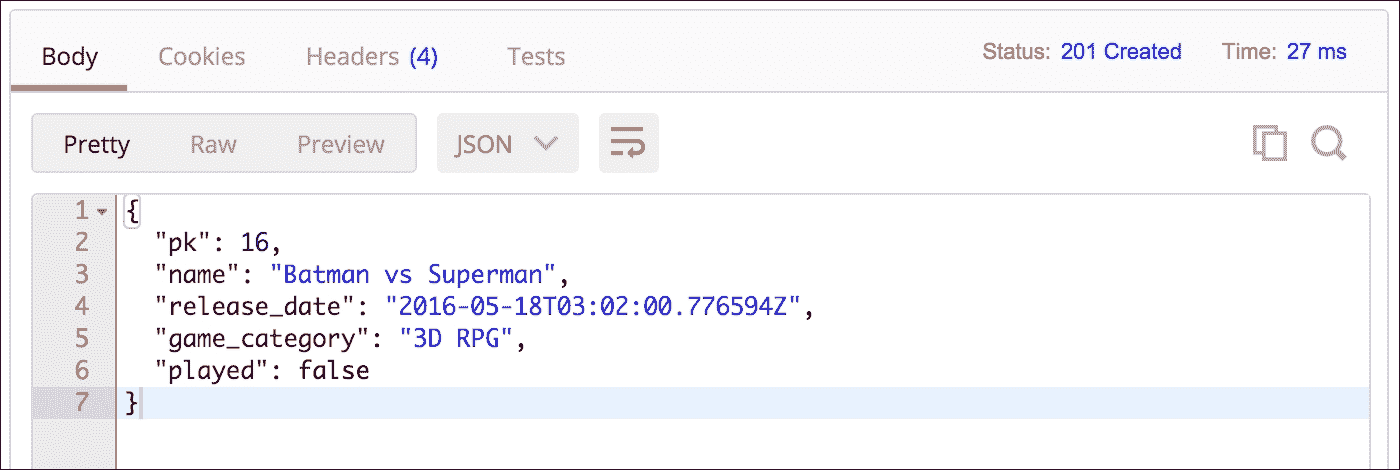 Body Cookies Headers (4) Tests Status: 201 Created Time: 27 ms
Pretty Raw Preview JSON
1 {
2 "pk": 16,
3 "name": "Batman vs Superman",
4 "release_date": "2016-05-18T03:02:00.776594Z",
5 "game_category": "3D RPG",
6 "played": false
7 }